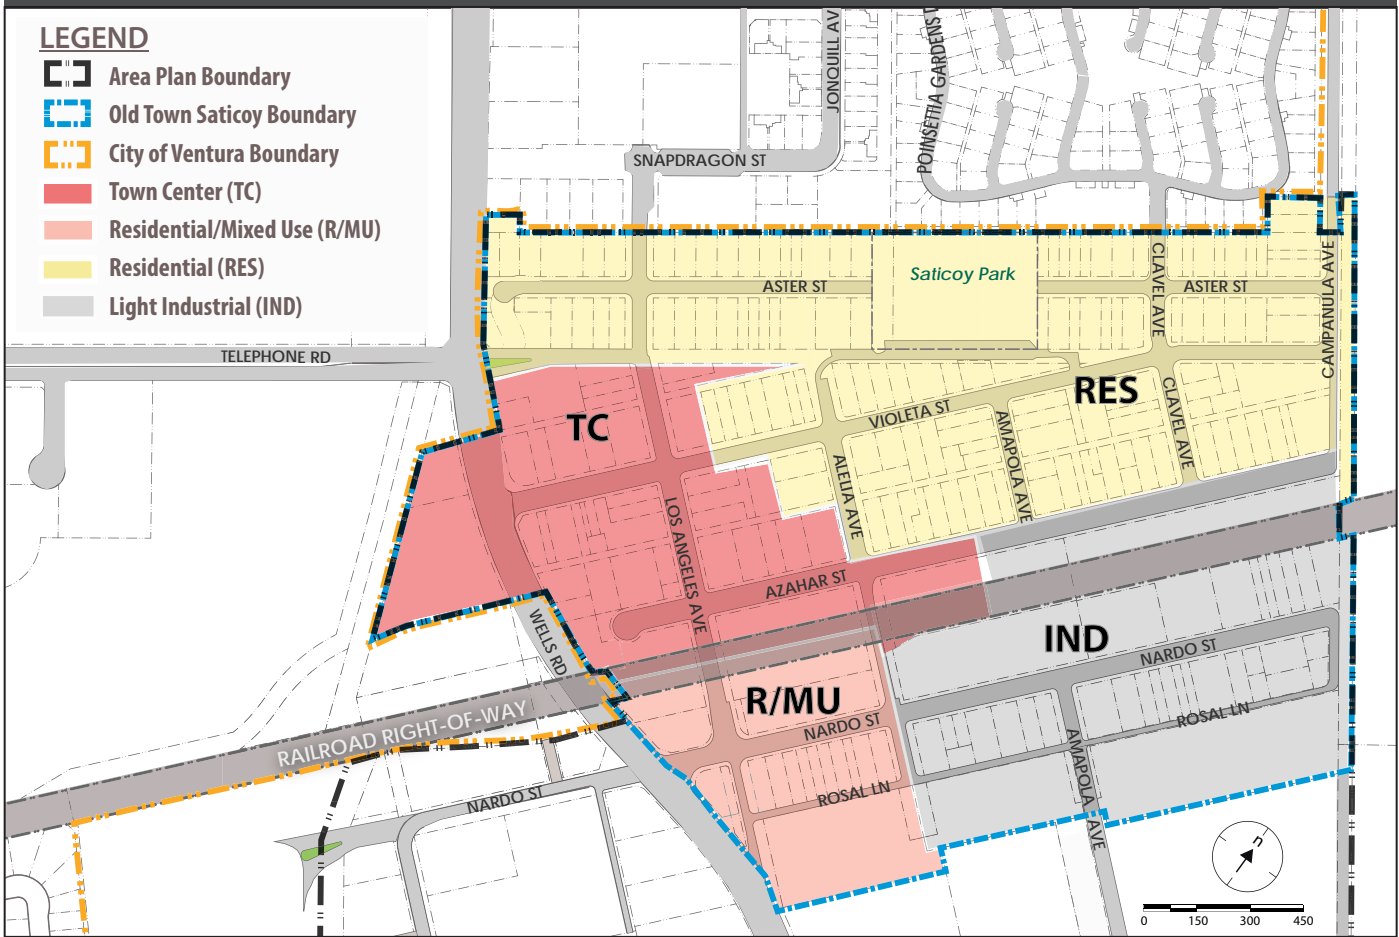 LEGEND
Area Plan Boundary
Old Town Saticoy Boundary
City of Ventura Boundary
Town Center (TC)
Residential/Mixed Use (R/MU)
Residential (RES)
Light Industrial (IND)
JONQUILL AV
POINSETTIA GARDENS
SNAPDRAGON ST
Saticoy Park
ASTER ST
ASTER ST
CLAVEL AVE
CAMPANULA AVE
TELEPHONE RD
TC
RES
VIOLETA ST
AMAPOLA AVE
CLAVEL AVE
ALELIA AVE
LOS ANGELES AVE
AZAHAR ST
WELLS RD
IND
NARDO ST
R/MU
RAILROAD RIGHT-OF-WAY
NARDO ST
ROSAL LN
AMAPOLA AVE
ROSAL LN
NARDO ST
n
0 150 300 450